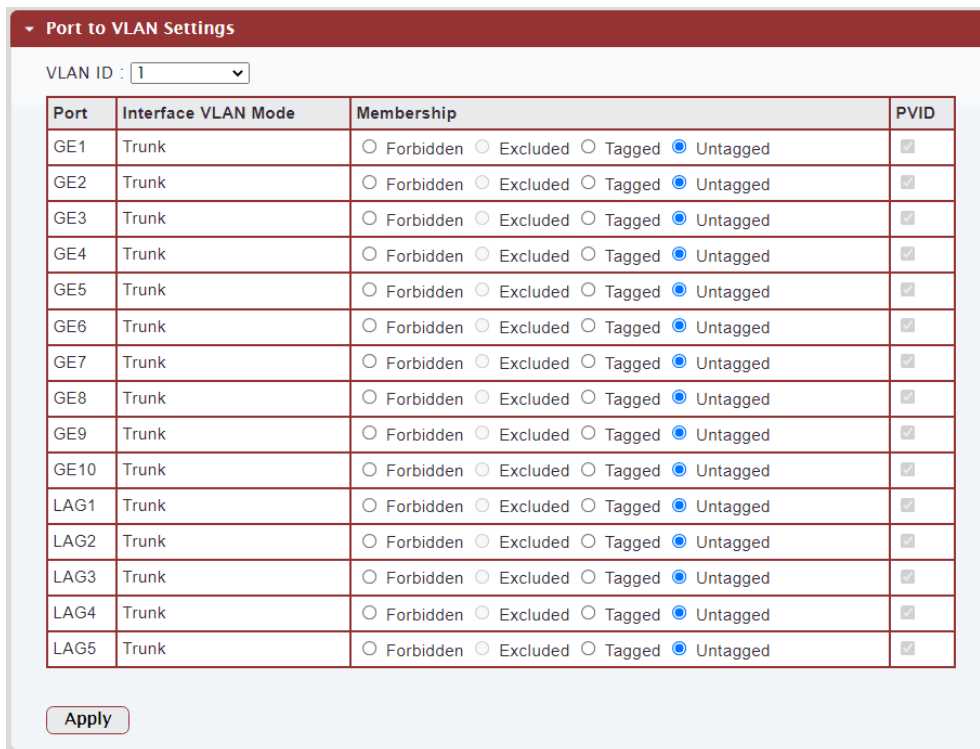 Port to VLAN Settings
VLAN ID : 1
Port Interface VLAN Mode Membership PVID
GE1 Trunk Forbidden Excluded Tagged Untagged
GE2 Trunk Forbidden Excluded Tagged Untagged
GE3 Trunk Forbidden Excluded Tagged Untagged
GE4 Trunk Forbidden Excluded Tagged Untagged
GE5 Trunk Forbidden Excluded Tagged Untagged
GE6 Trunk Forbidden Excluded Tagged Untagged
GE7 Trunk Forbidden Excluded Tagged Untagged
GE8 Trunk Forbidden Excluded Tagged Untagged
GE9 Trunk Forbidden Excluded Tagged Untagged
GE10 Trunk Forbidden Excluded Tagged Untagged
LAG1 Trunk Forbidden Excluded Tagged Untagged
LAG2 Trunk Forbidden Excluded Tagged Untagged
LAG3 Trunk Forbidden Excluded Tagged Untagged
LAG4 Trunk Forbidden Excluded Tagged Untagged
LAG5 Trunk Forbidden Excluded Tagged Untagged
Apply